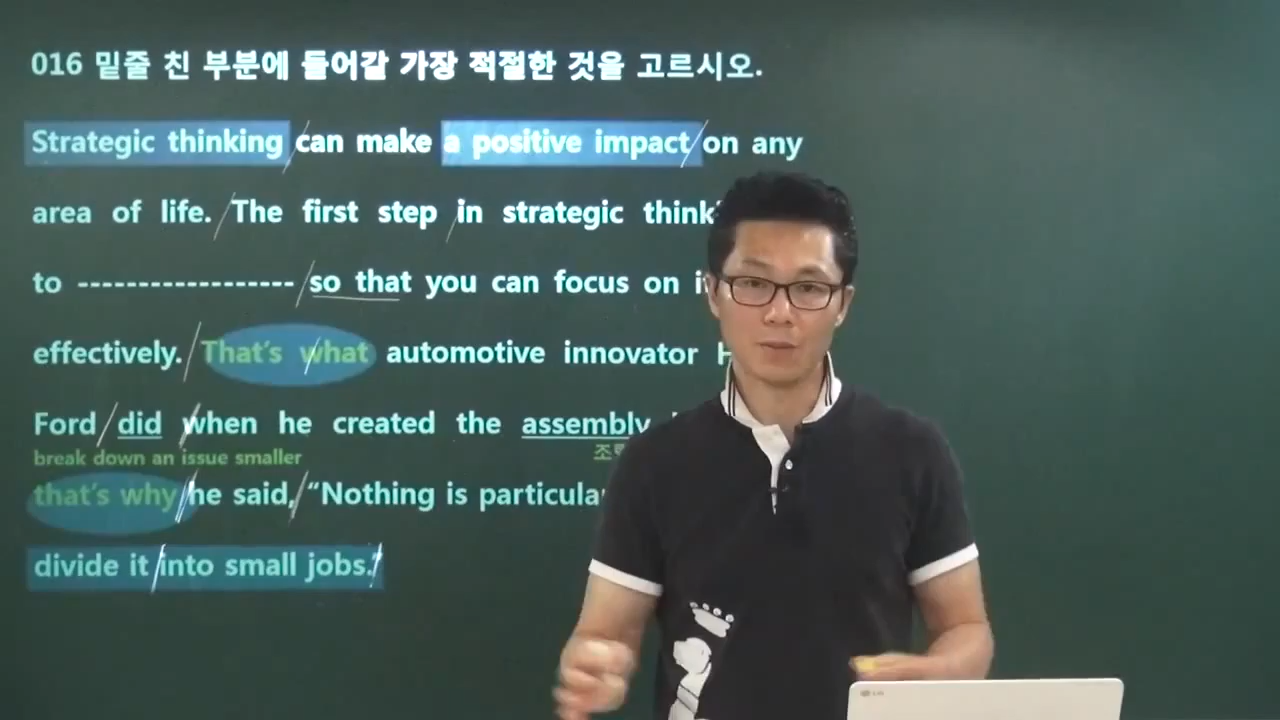 016 밑줄 친 부분에 들어갈 가장 적절한 것을 고르시오.
Strategic thinking can make a positive impact on any
area of life. The first step in strategic
to ------------------ so that you can focus on
effectively. That's what automotive innovator
Ford did when he created the assembly
break down an issue smaller
that's why he said, “Nothing is
divide it into small jobs.”
LG